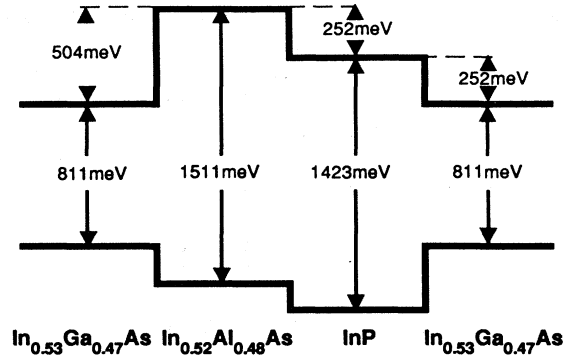 252meV
504meV
252meV
811meV 1511meV 1423meV 811meV
In0.53Ga0.47As In0.52Al0.48As InP In0.53Ga0.47As